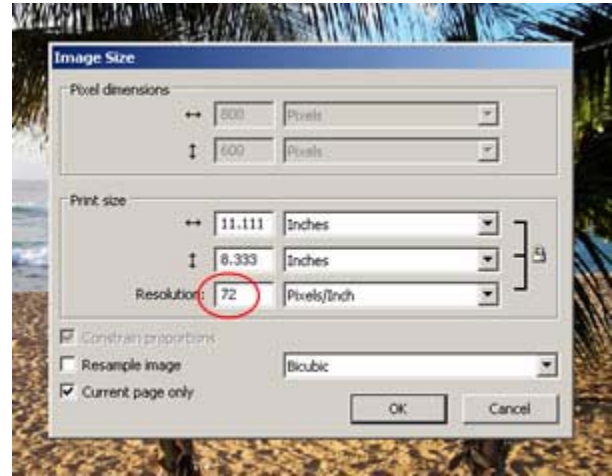 Image Size
Pixel dimensions
800 Pixels
600 Pixels
Print size
11.111 Inches
8.333 Inches
Resolution: 72 Pixels/Inch
Constrain proportions
Resample image Bicubic
Current page only
OK Cancel